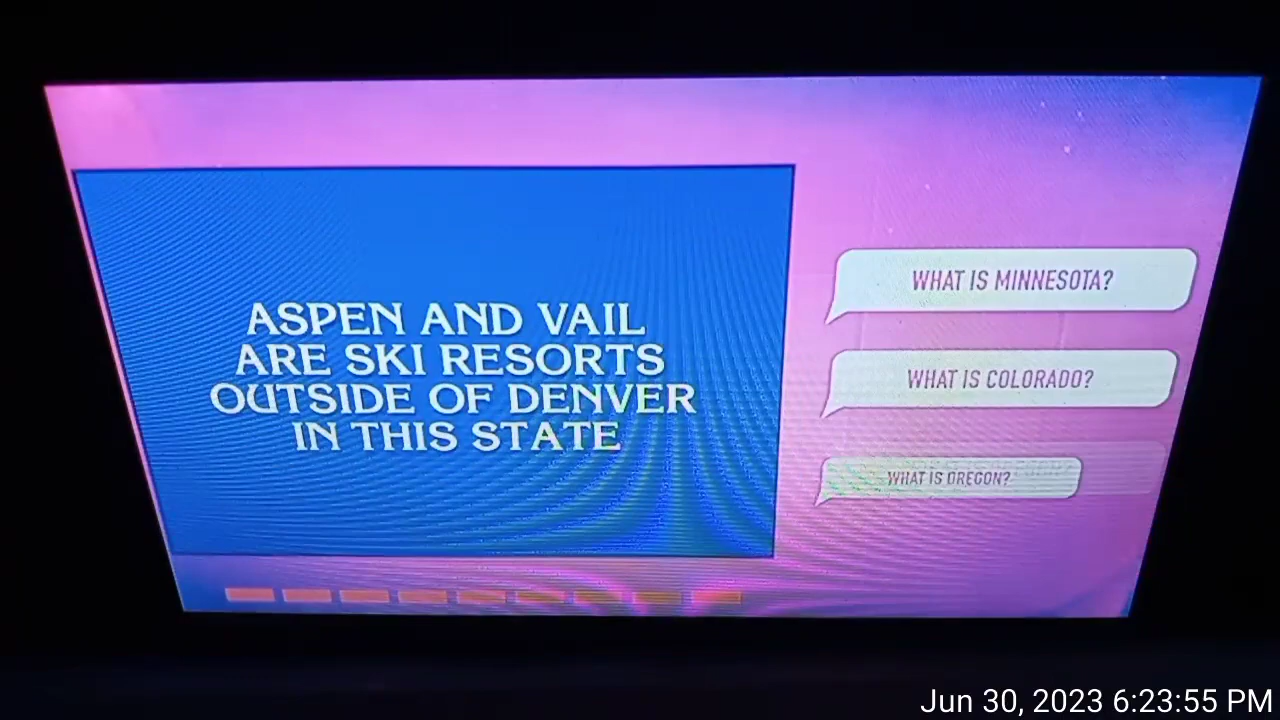 ASPEN AND VAIL
ARE SKI RESORTS
OUTSIDE OF DENVER
IN THIS STATE
WHAT IS MINNESOTA?
WHAT IS COLORADO?
WHAT IS OREGON?
Jun 30, 2023 6:23:55 PM